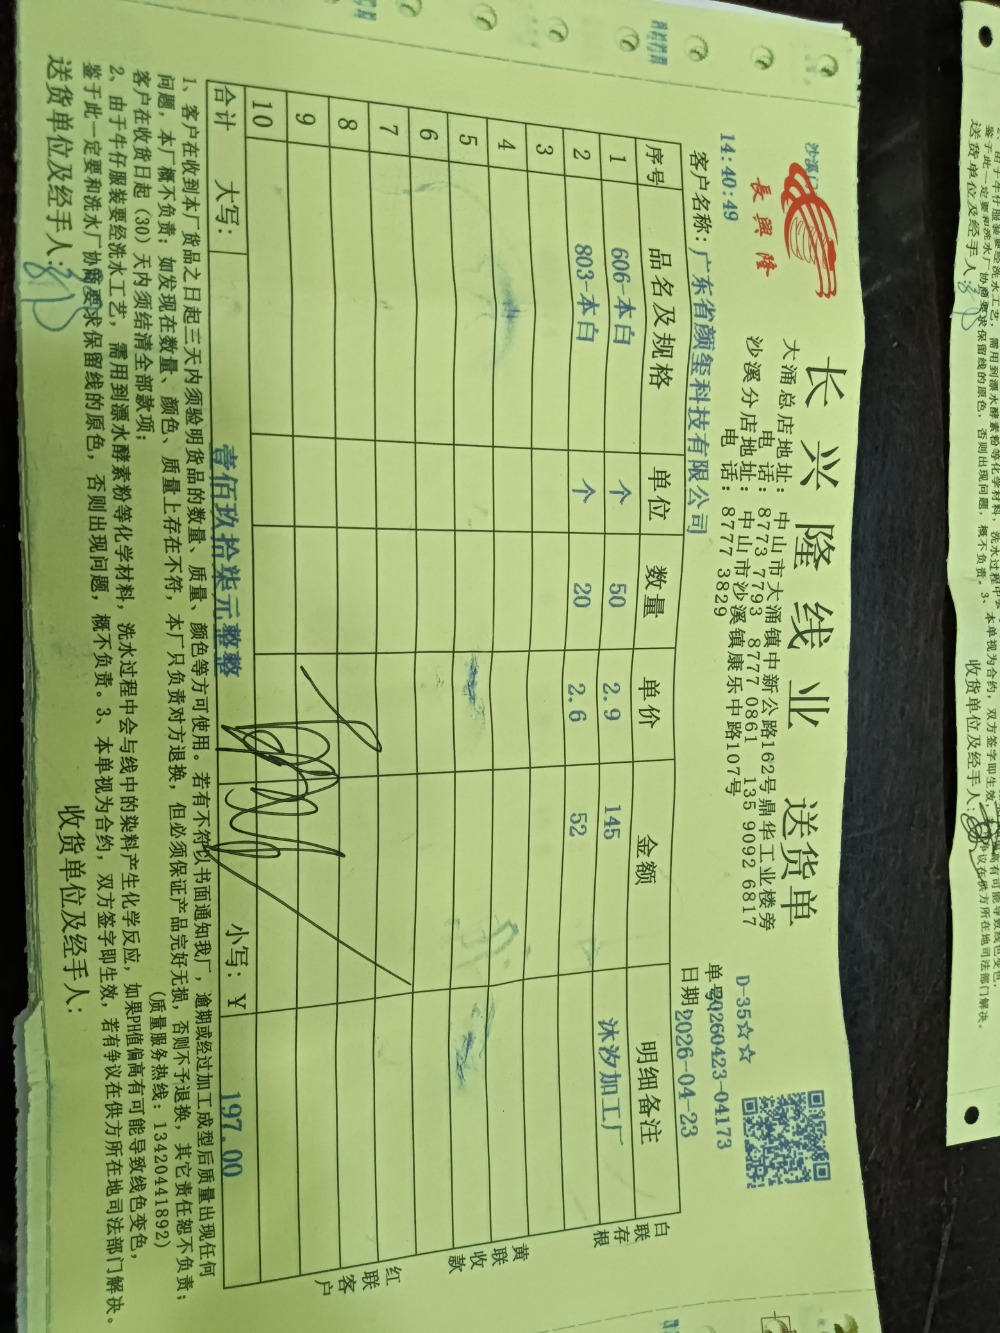 长兴隆线业 送货单
長興隆
大涌总店地址：中山市大涌镇中新公路162号鼎华工业楼旁
电 话：8773 7793 8777 0861 135 9092 6817
沙溪分店地址：中山市沙溪镇康乐中路107号
电 话：8777 3829
14:40:49
D-35☆☆
单号20260423-04173
日期2026-04-23
客户名称：广东省颜玺科技有限公司
序号 品名及规格 单位 数量 单价 金额 明细备注
1 606-本白 个 50 2.9 145 沐汐加工厂
2 803-本白 个 20 2.6 52
3
4
5
6
7
8
9
10
合计 大写： 壹佰玖拾柒元整整 小写：￥ 197.00
白联存根
黄联收款
红联客户
1、客户在收到本厂货品之日起三天内须验明货品的数量、质量、颜色等方可使用。若有不符以书面通知我厂，逾期或经过加工成型后质量出现任何
问题，本厂概不负责；如发现在数量、颜色、质量上存在不符，本厂只负责对方退换，但必须保证产品完好无损，否则不予退换，其它责任恕不负责；
客户在收货日起（30）天内须结清全部款项； （质量服务热线：13420441892）
2、由于牛仔服装要经洗水工艺，需用到漂水酵素粉等化学材料，洗水过程中会与线中的染料产生化学反应，如果PH值偏高有可能导致线色变色，
鉴于此一定要和洗水厂协商要求保留线的原色，否则出现问题，概不负责。3、本单视为合约，双方签字即生效，若有争议在供方所在地司法部门解决。
送货单位及经手人： 收货单位及经手人：